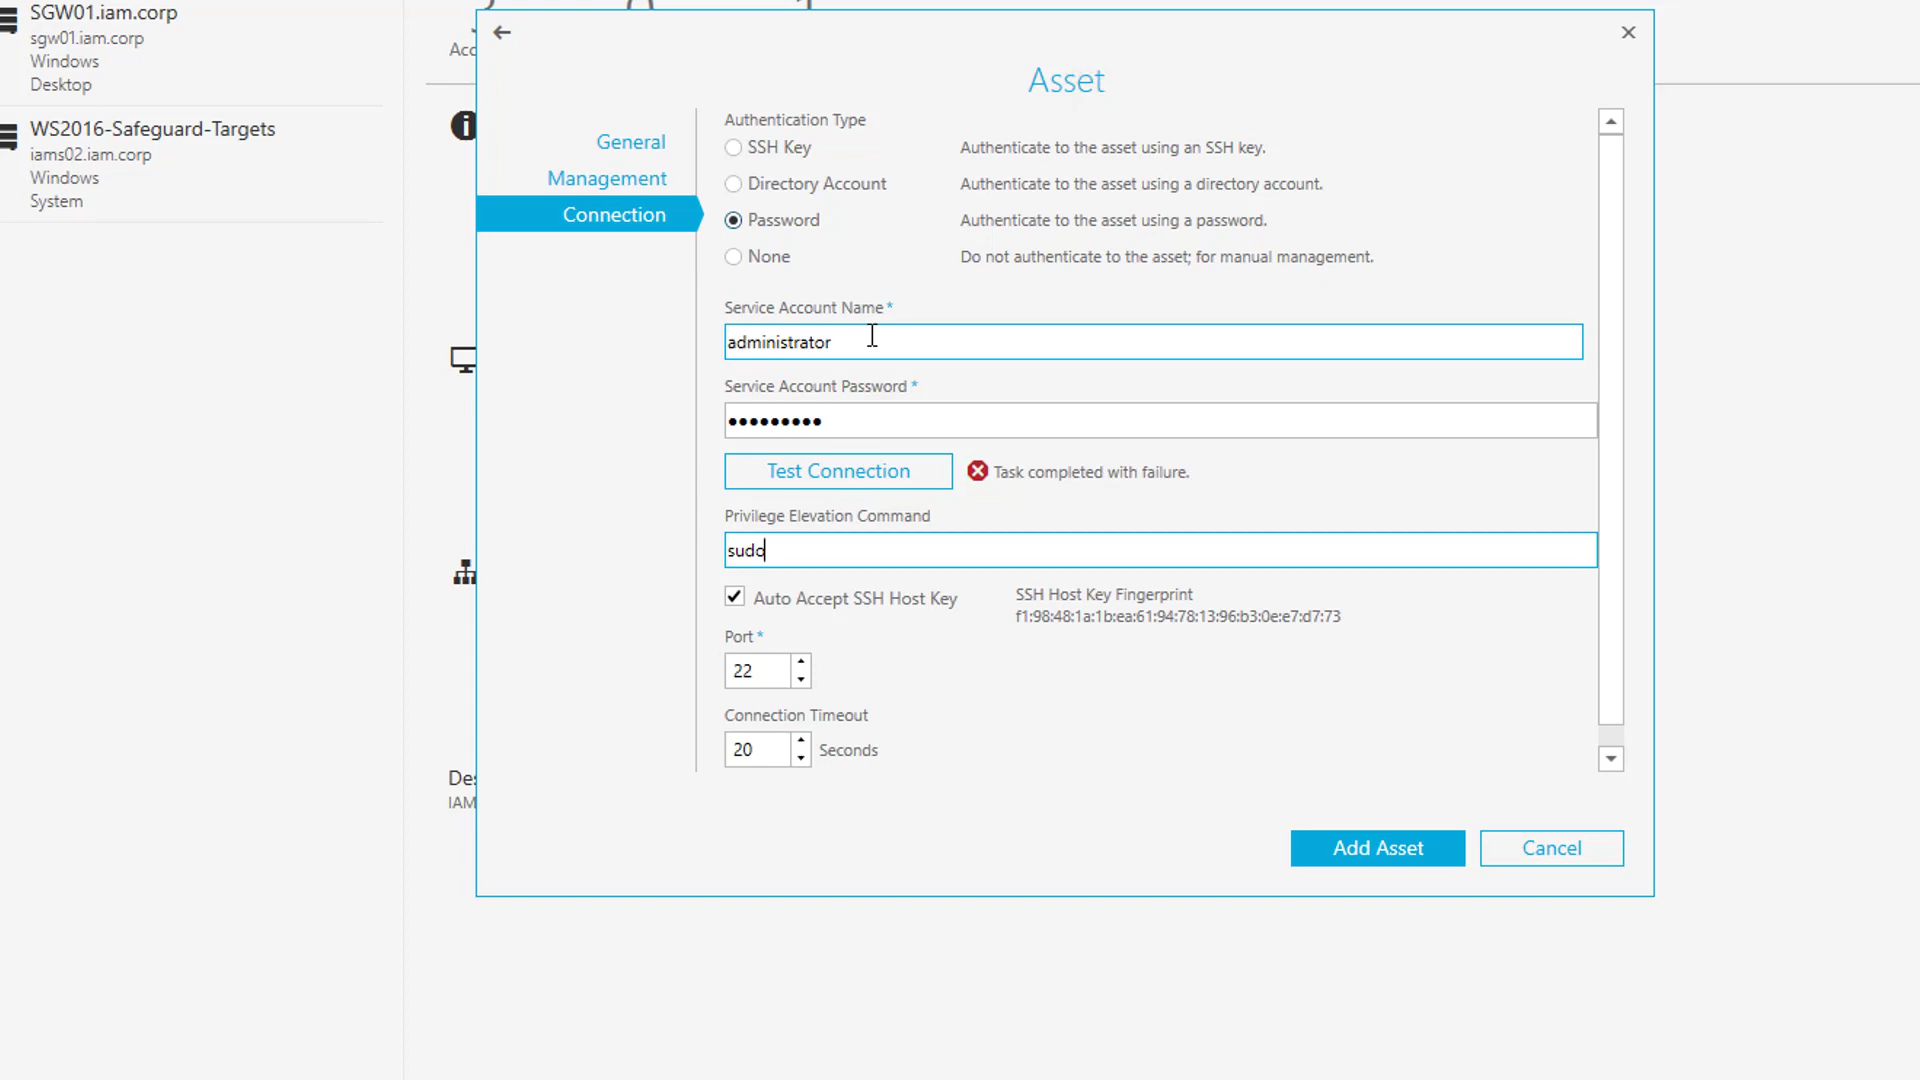 SGW01.iam.corp
sgw01.iam.corp
Windows
Desktop
WS2016-Safeguard-Targets
iams02.iam.corp
Windows
System
Acc
Des
IAM
Asset
General
Management
Connection
Authentication Type
SSH Key Authenticate to the asset using an SSH key.
Directory Account Authenticate to the asset using a directory account.
Password Authenticate to the asset using a password.
None Do not authenticate to the asset; for manual management.
Service Account Name *
administrator
Service Account Password *
•••••••••
Test Connection Task completed with failure.
Privilege Elevation Command
sudo
Auto Accept SSH Host Key
SSH Host Key Fingerprint
f1:98:48:1a:1b:ea:61:94:78:13:96:b3:0e:e7:d7:73
Port *
22
Connection Timeout
20 Seconds
Add Asset Cancel